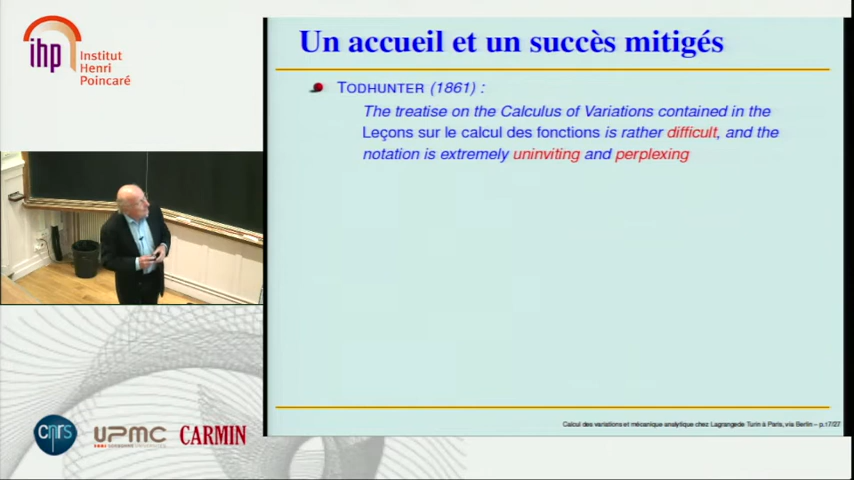 ihp
Institut
Henri
Poincaré
Un accueil et un succès mitigés
TODHUNTER (1861) :
The treatise on the Calculus of Variations contained in the
Leçons sur le calcul des fonctions is rather difficult, and the
notation is extremely uninviting and perplexing
cnrs
UPMC
CARMIN
Calcul des variations et mécanique analytique chez Lagrangede Turin à Paris, via Berlin – p.17/27